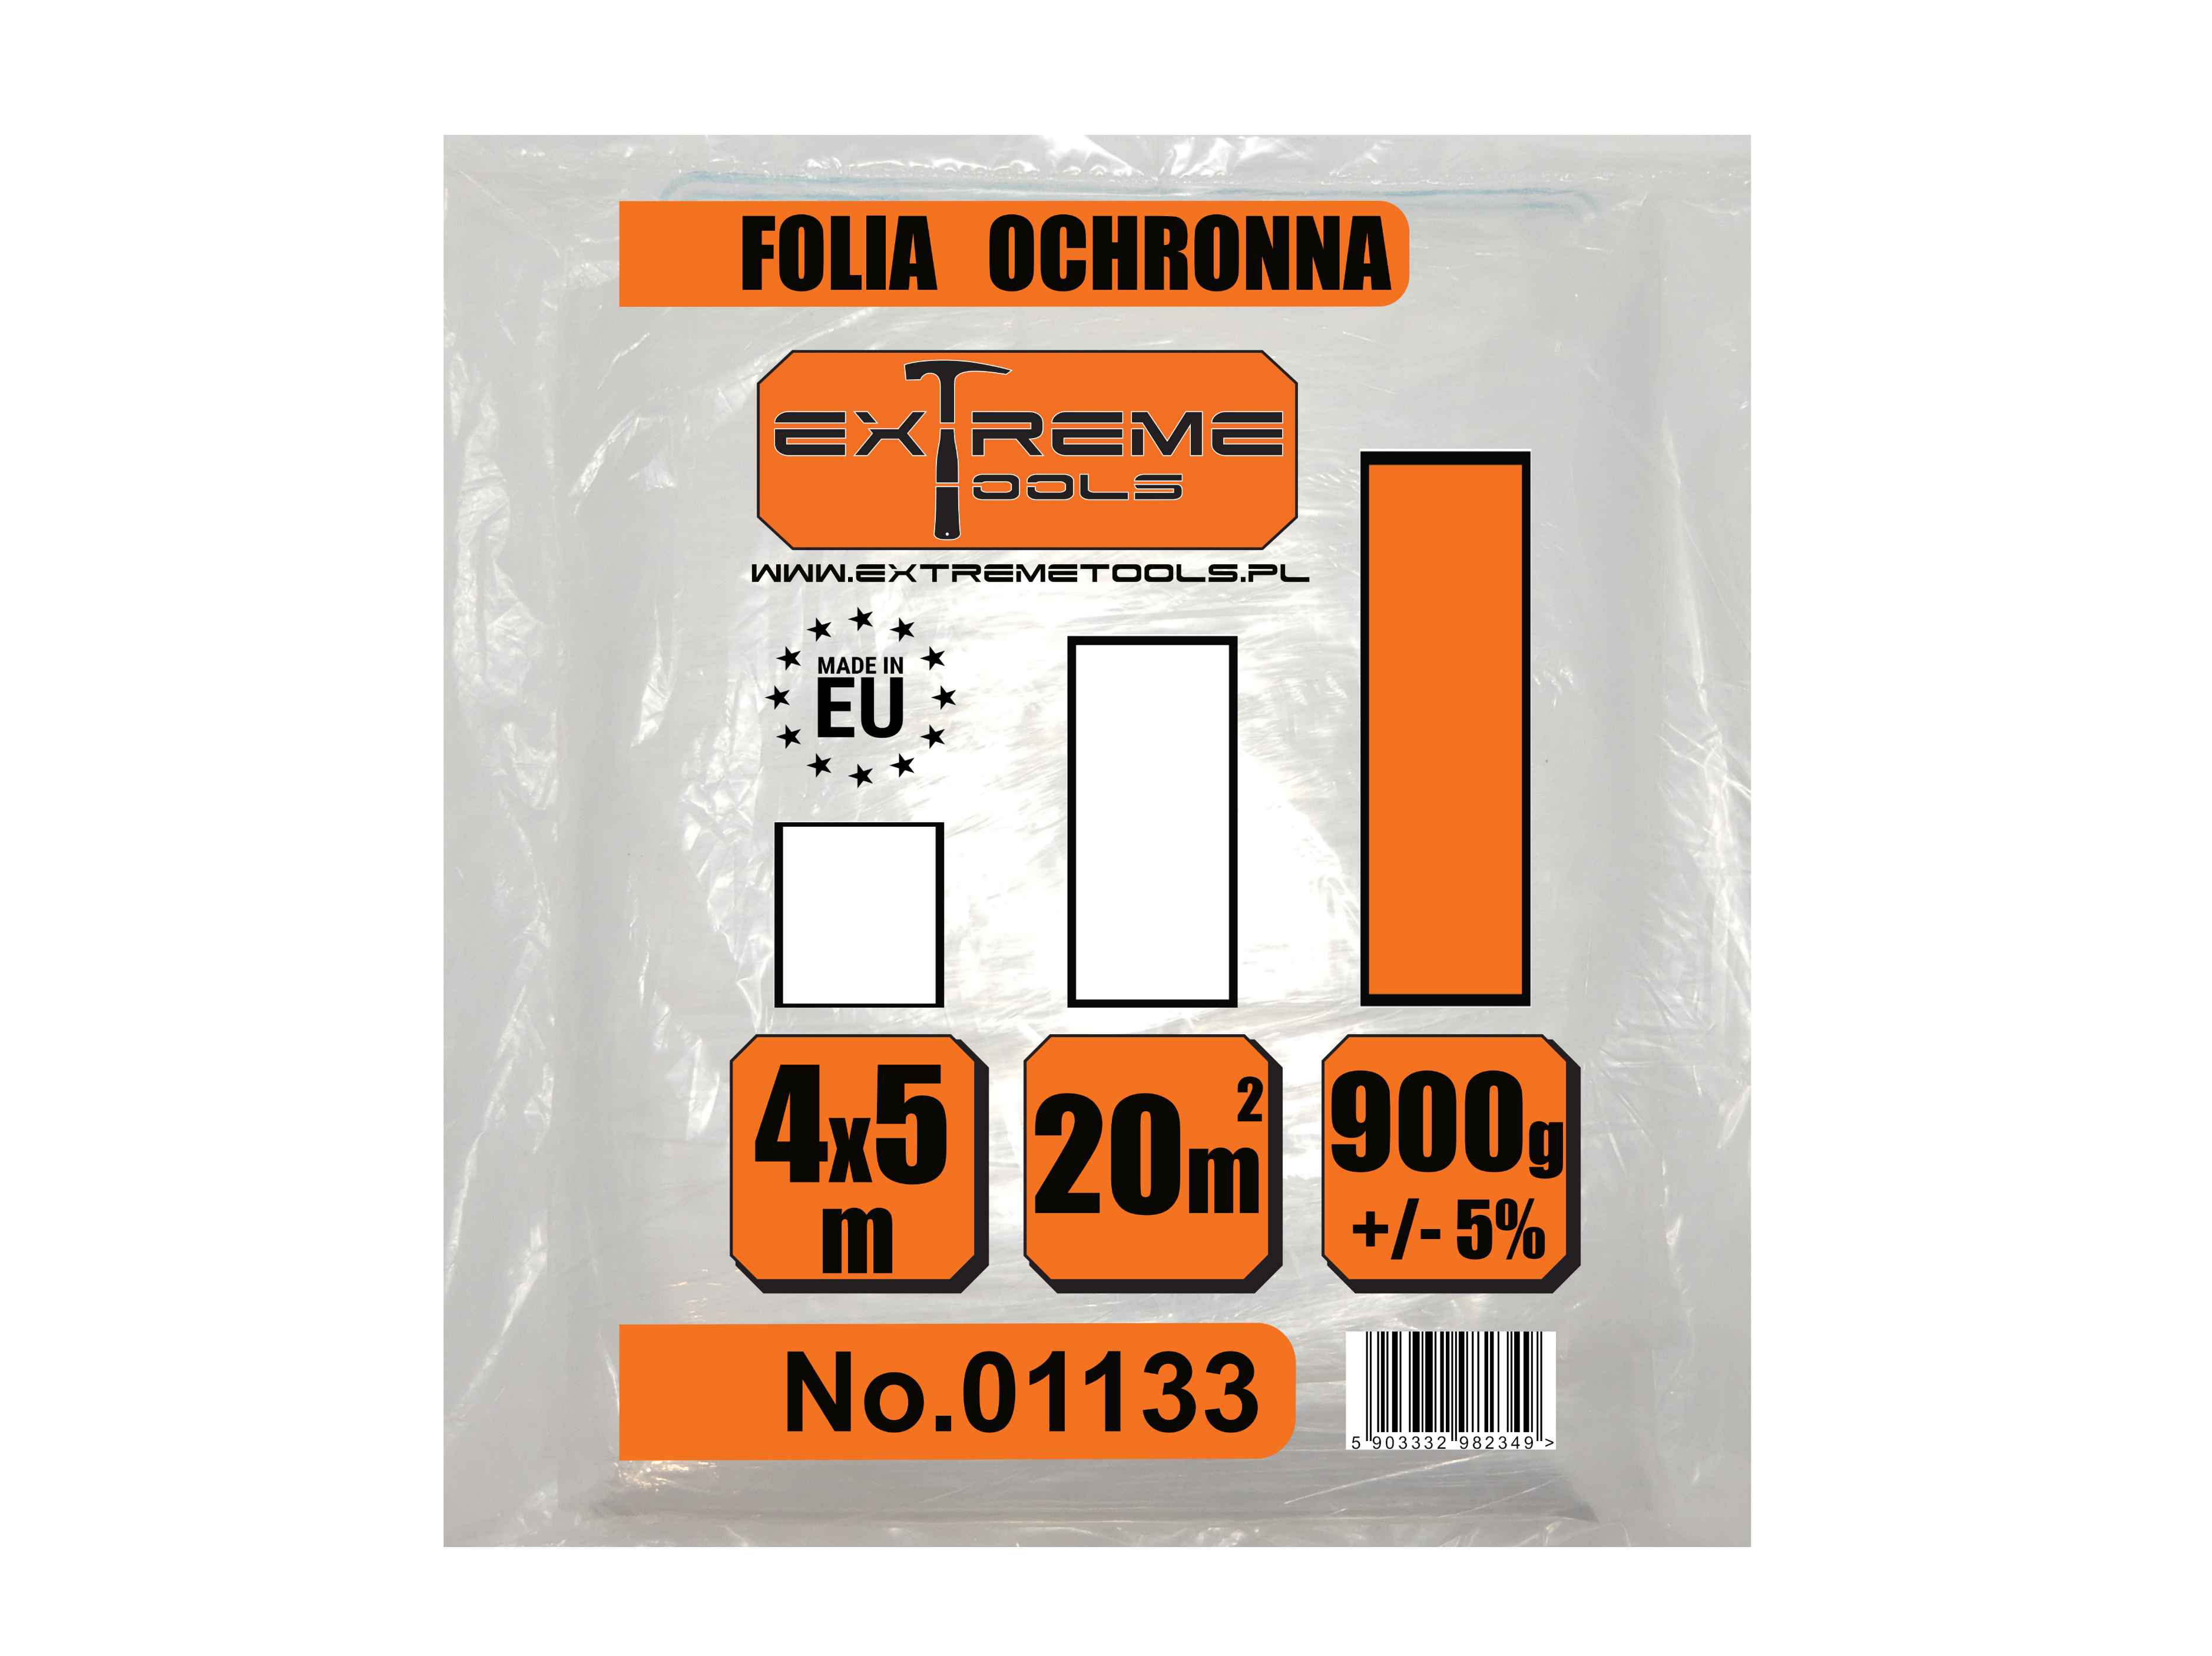 FOLIA OCHRONNA
EXTREME
TOOLS
WWW.EXTREMETOOLS.PL
MADE IN
EU
4x5
m
20m²
900g
+/- 5%
No.01133
5 903332 982349 >